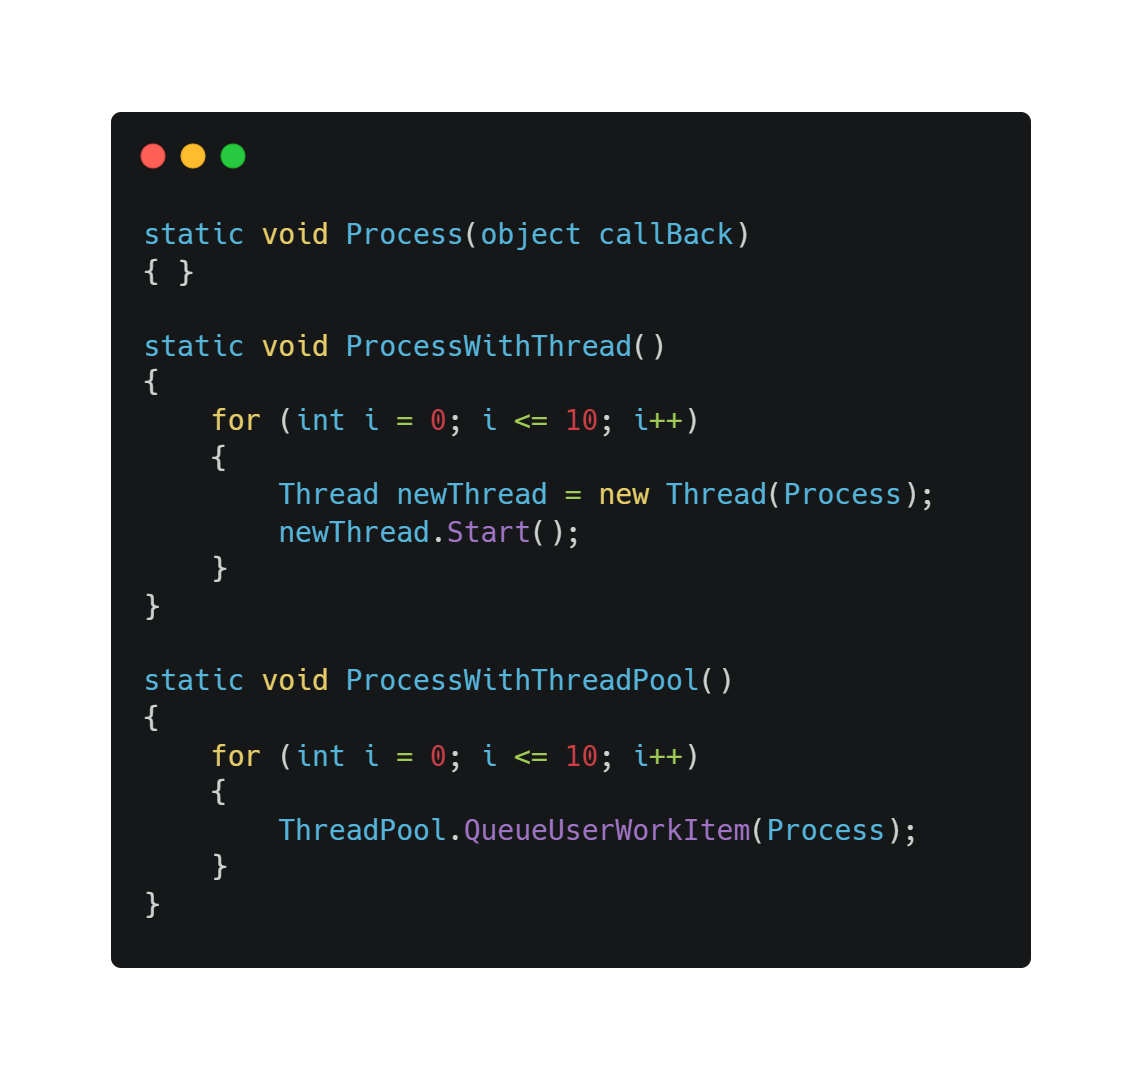 static void Process(object callBack)
{ }
static void ProcessWithThread()
{
    for (int i = 0; i <= 10; i++)
    {
        Thread newThread = new Thread(Process);
        newThread.Start();
    }
}
static void ProcessWithThreadPool()
{
    for (int i = 0; i <= 10; i++)
    {
        ThreadPool.QueueUserWorkItem(Process);
    }
}